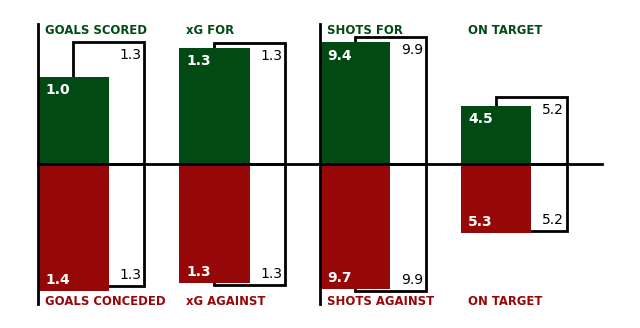 GOALS SCORED xG FOR SHOTS FOR ON TARGET
1.0 1.3 1.3 1.3 9.4 9.9 4.5 5.2
1.4 1.3 1.3 1.3 9.7 9.9 5.3 5.2
GOALS CONCEDED xG AGAINST SHOTS AGAINST ON TARGET